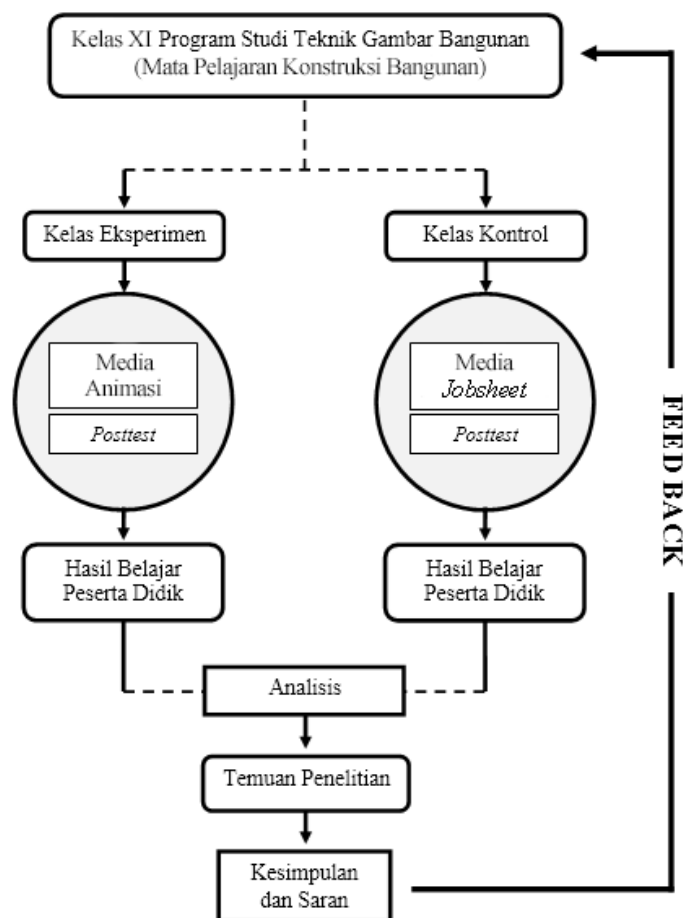 Kelas XI Program Studi Teknik Gambar Bangunan
(Mata Pelajaran Konstruksi Bangunan)
Kelas Eksperimen
Kelas Kontrol
Media
Animasi
Posttest
Media
Jobsheet
Posttest
FEED BACK
Hasil Belajar
Peserta Didik
Hasil Belajar
Peserta Didik
Analisis
Temuan Penelitian
Kesimpulan
dan Saran